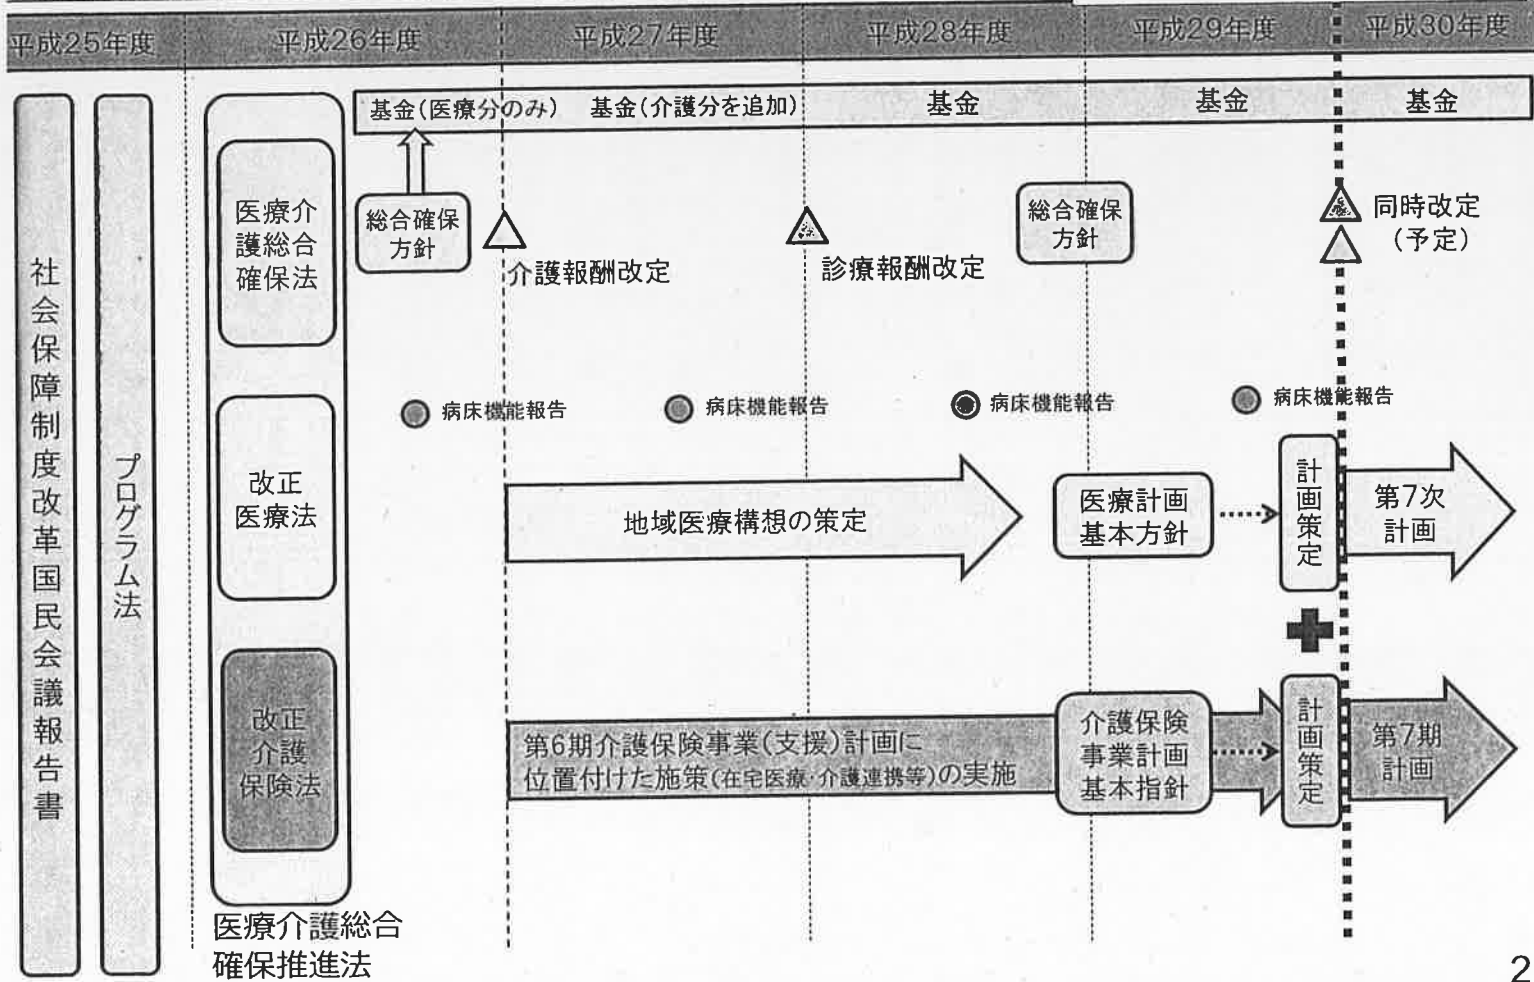 平成25年度
平成26年度
平成27年度
平成28年度
平成29年度
平成30年度
社会保障制度改革国民会議報告書
プログラム法
基金(医療分のみ)
基金(介護分を追加)
基金
基金
基金
医療介
護総合
確保法
総合確保
方針
介護報酬改定
診療報酬改定
総合確保
方針
同時改定
(予定)
病床機能報告
病床機能報告
病床機能報告
病床機能報告
改正
医療法
地域医療構想の策定
医療計画
基本方針
計画策定
第7次
計画
改正
介護
保険法
第6期介護保険事業(支援)計画に
位置付けた施策(在宅医療・介護連携等)の実施
介護保険
事業計画
基本指針
計画策定
第7期
計画
医療介護総合
確保推進法
2